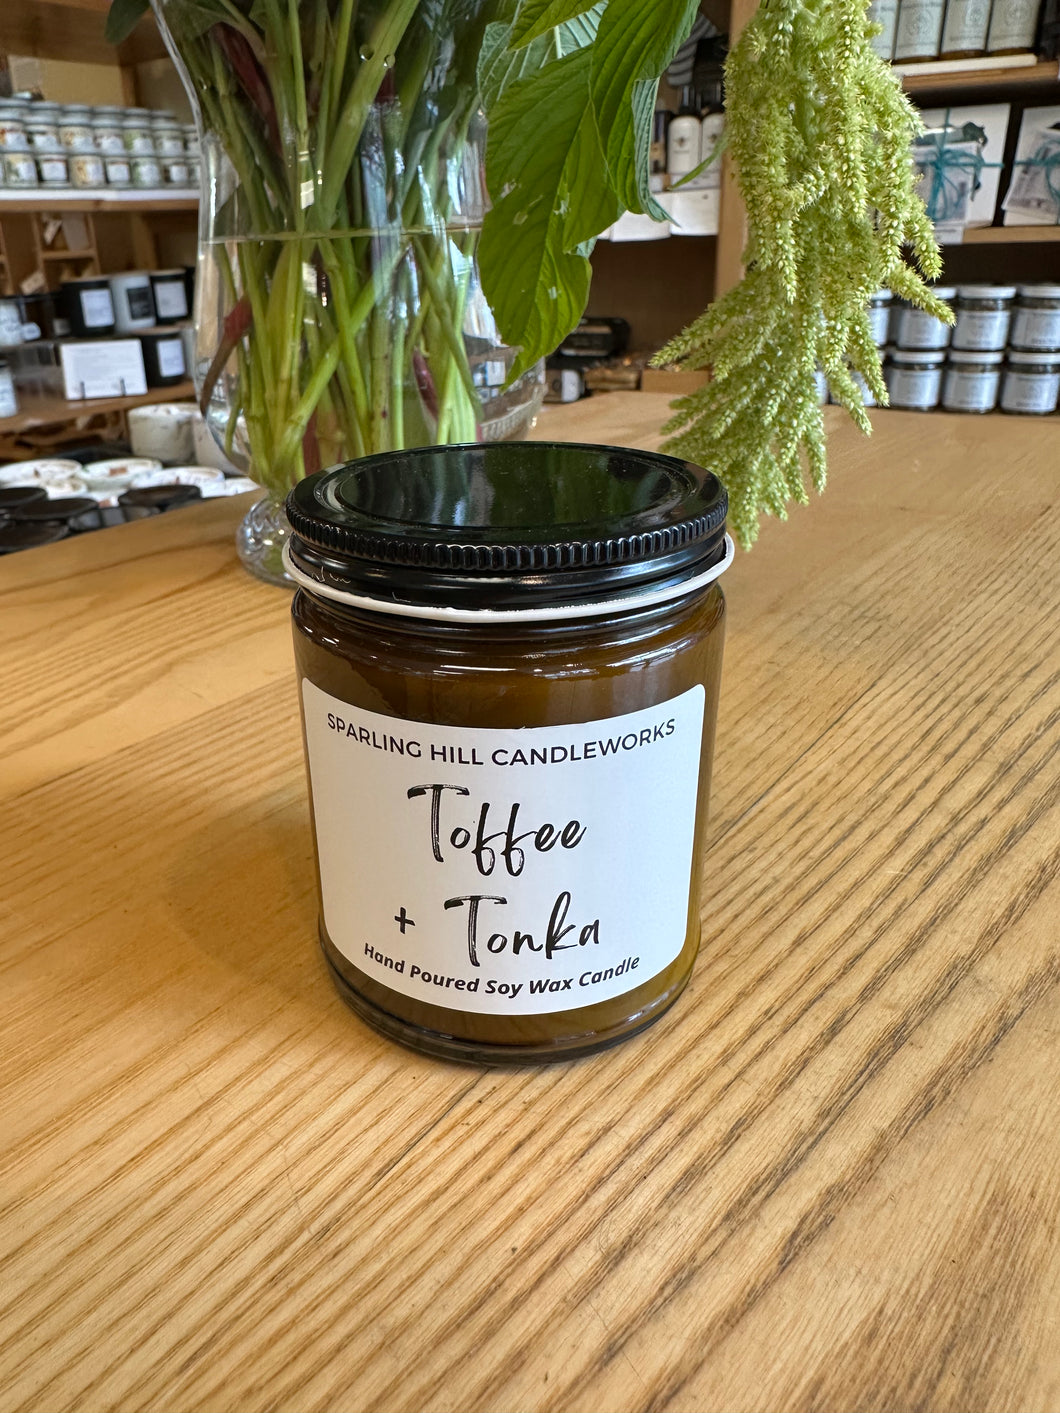 SPARLING HILL CANDLEWORKS
Toffee
+ Tonka
Hand Poured Soy Wax Candle